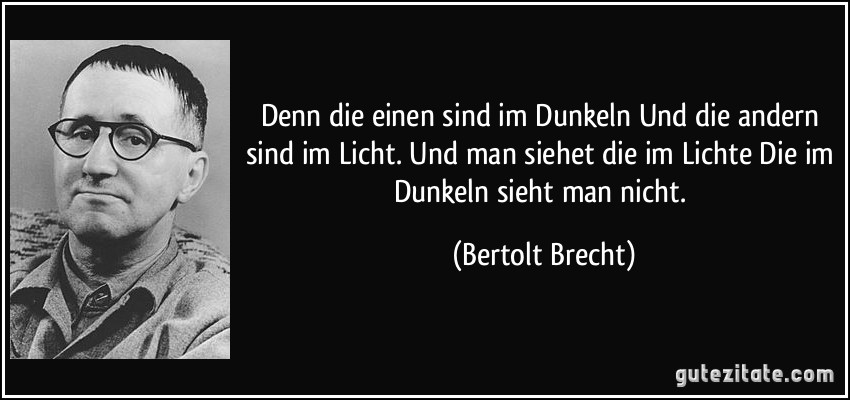 Denn die einen sind im Dunkeln Und die andern
sind im Licht. Und man siehet die im Lichte Die im
Dunkeln sieht man nicht.
(Bertolt Brecht)
gutezitate.com